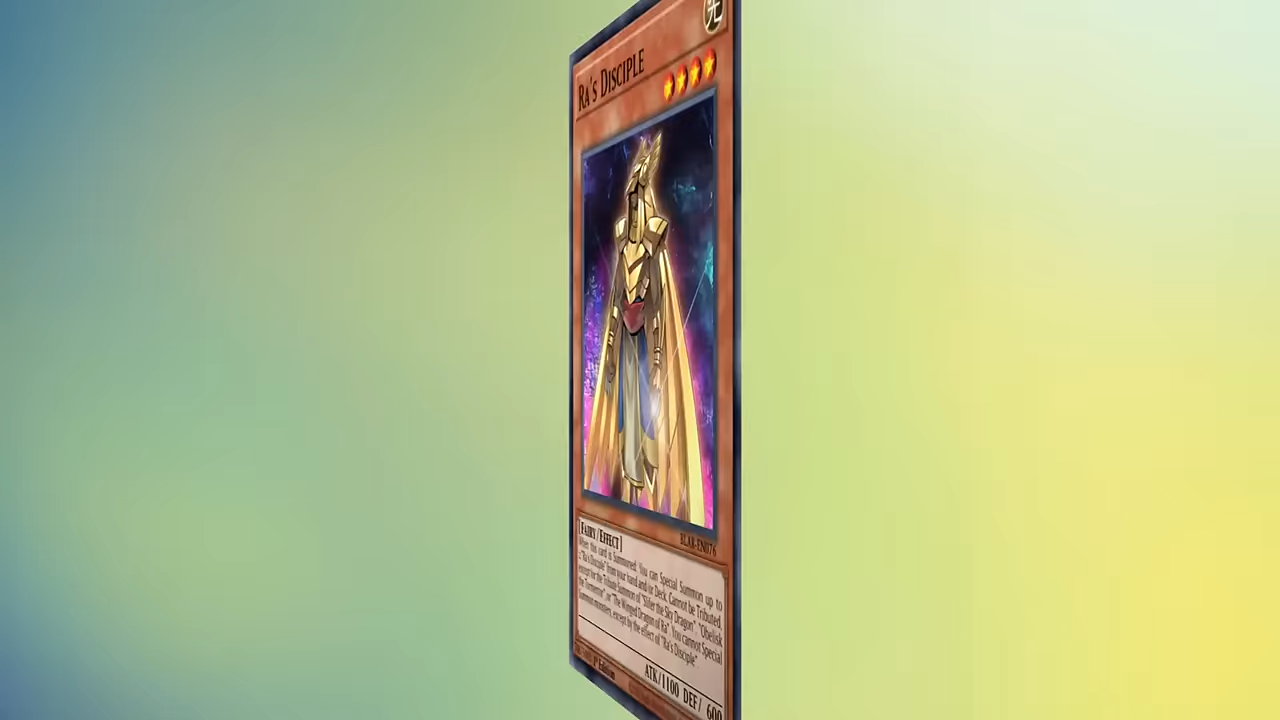 光
RA'S DISCIPLE
BLAR-EN076
[FAIRY/EFFECT]
When this card is Summoned: You can Special Summon up to
2 "Ra's Disciple" from your hand and/or Deck. Cannot be Tributed,
except for the Tribute Summon of "Slifer the Sky Dragon", "Obelisk
the Tormentor", or "The Winged Dragon of Ra". You cannot Special
Summon monsters, except by the effect of "Ra's Disciple".
ATK/1100 DEF/ 600
1st Edition